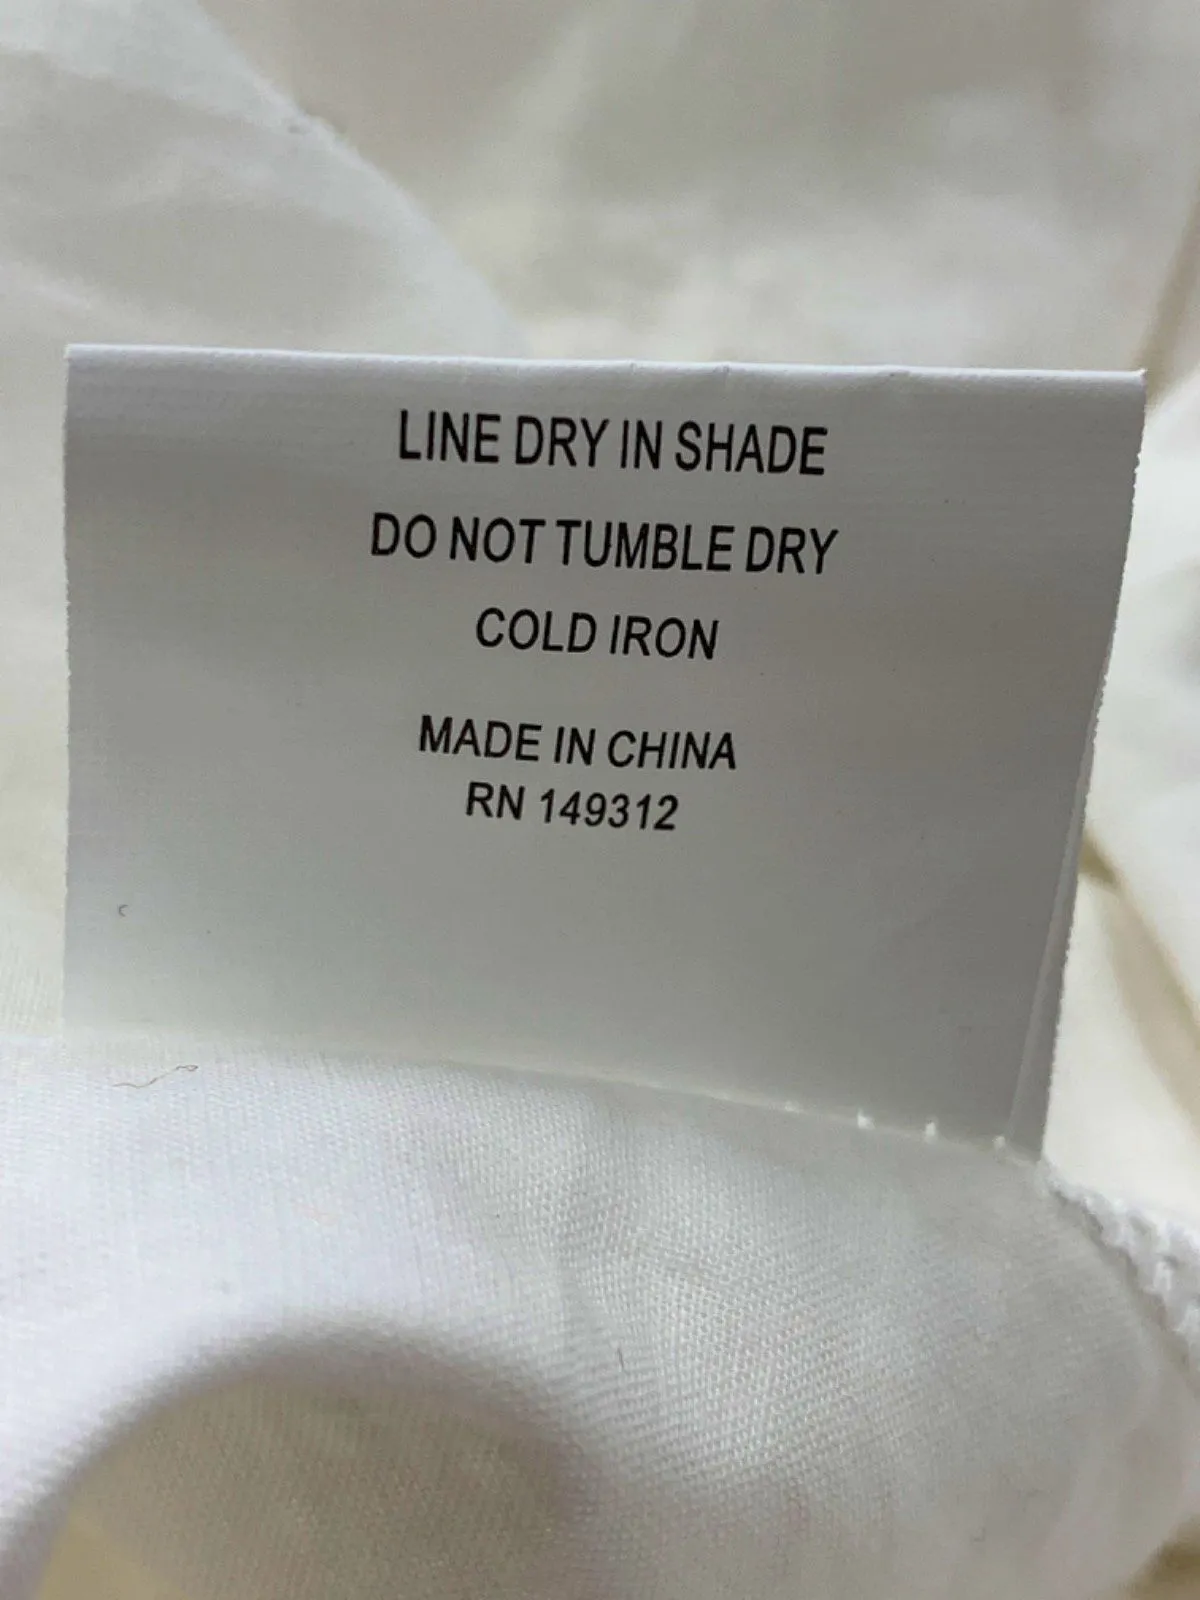 LINE DRY IN SHADE
DO NOT TUMBLE DRY
COLD IRON
MADE IN CHINA
RN 149312